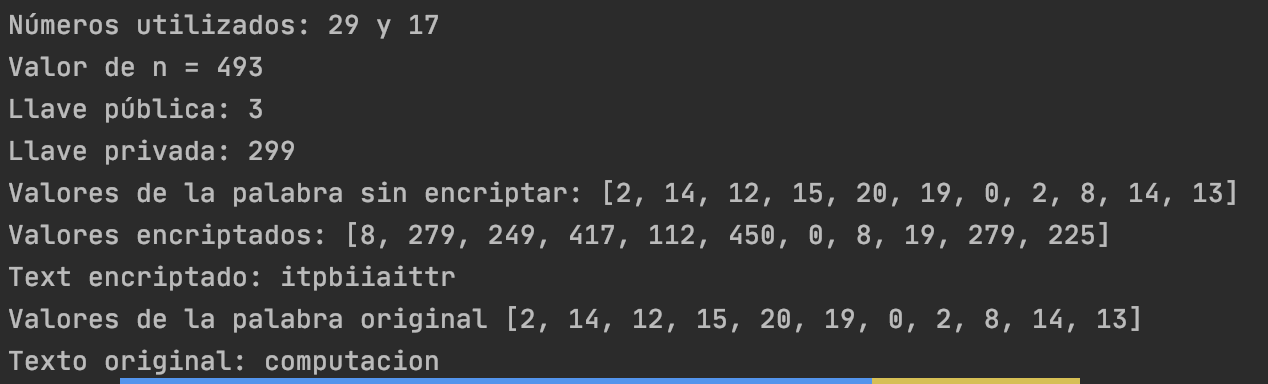 Números utilizados: 29 y 17
Valor de n = 493
Llave pública: 3
Llave privada: 299
Valores de la palabra sin encriptar: [2, 14, 12, 15, 20, 19, 0, 2, 8, 14, 13]
Valores encriptados: [8, 279, 249, 417, 112, 450, 0, 8, 19, 279, 225]
Text encriptado: itpbiiaittr
Valores de la palabra original [2, 14, 12, 15, 20, 19, 0, 2, 8, 14, 13]
Texto original: computacion